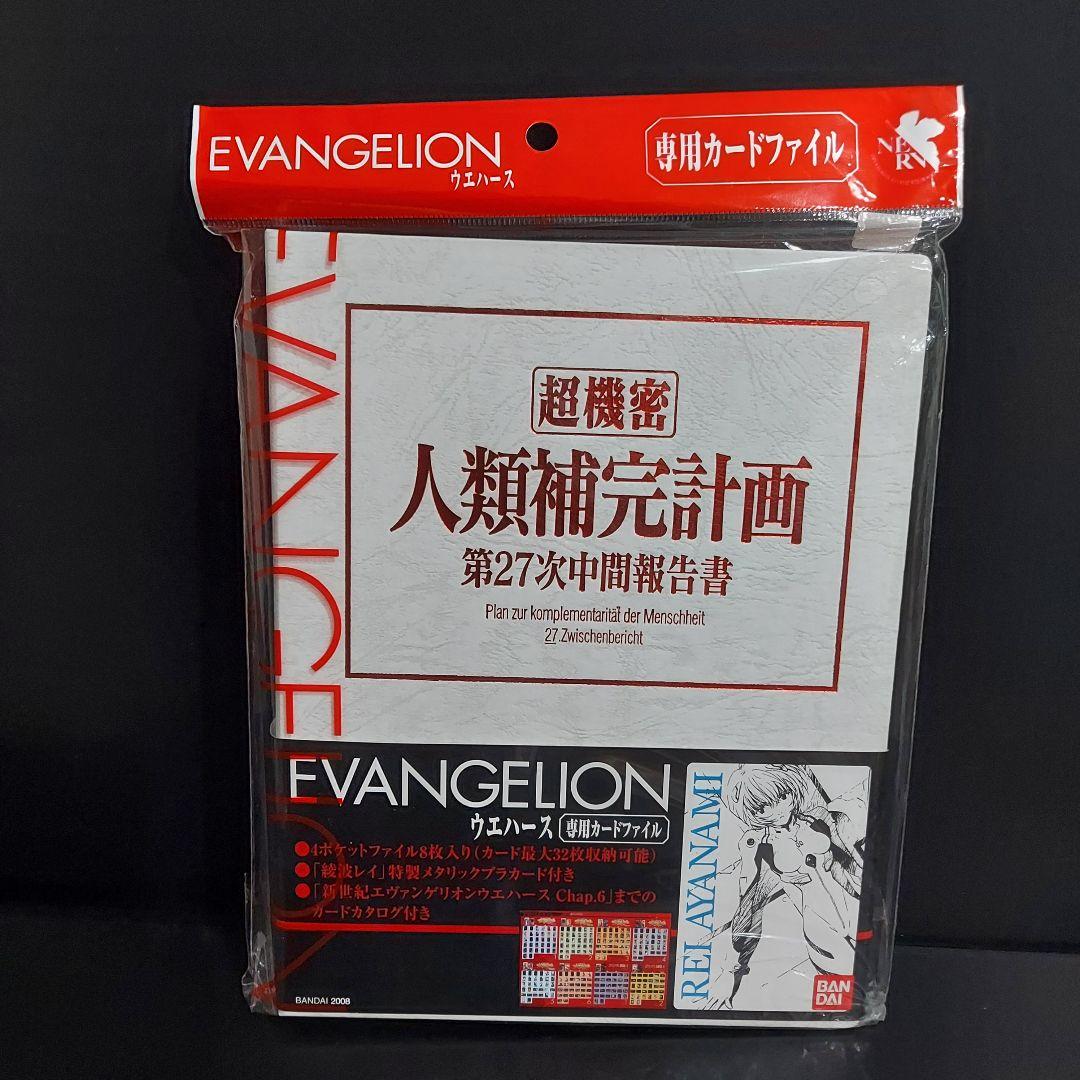 EVANGELION
ウエハース
専用カードファイル
NERV
EVANGELION
超機密
人類補完計画
第27次中間報告書
Plan zur komplementarität der Menschheit
27.Zwischenbericht
EVANGELION
ウエハース 専用カードファイル
●4ポケットファイル8枚入り(カード最大32枚収納可能)
●「綾波レイ」特製メタリックプラカード付き
●「新世紀エヴァンゲリオンウエハース Chap.6」までの
カードカタログ付き
REI AYANAMI
BANDAI 2008
BAN
DAI